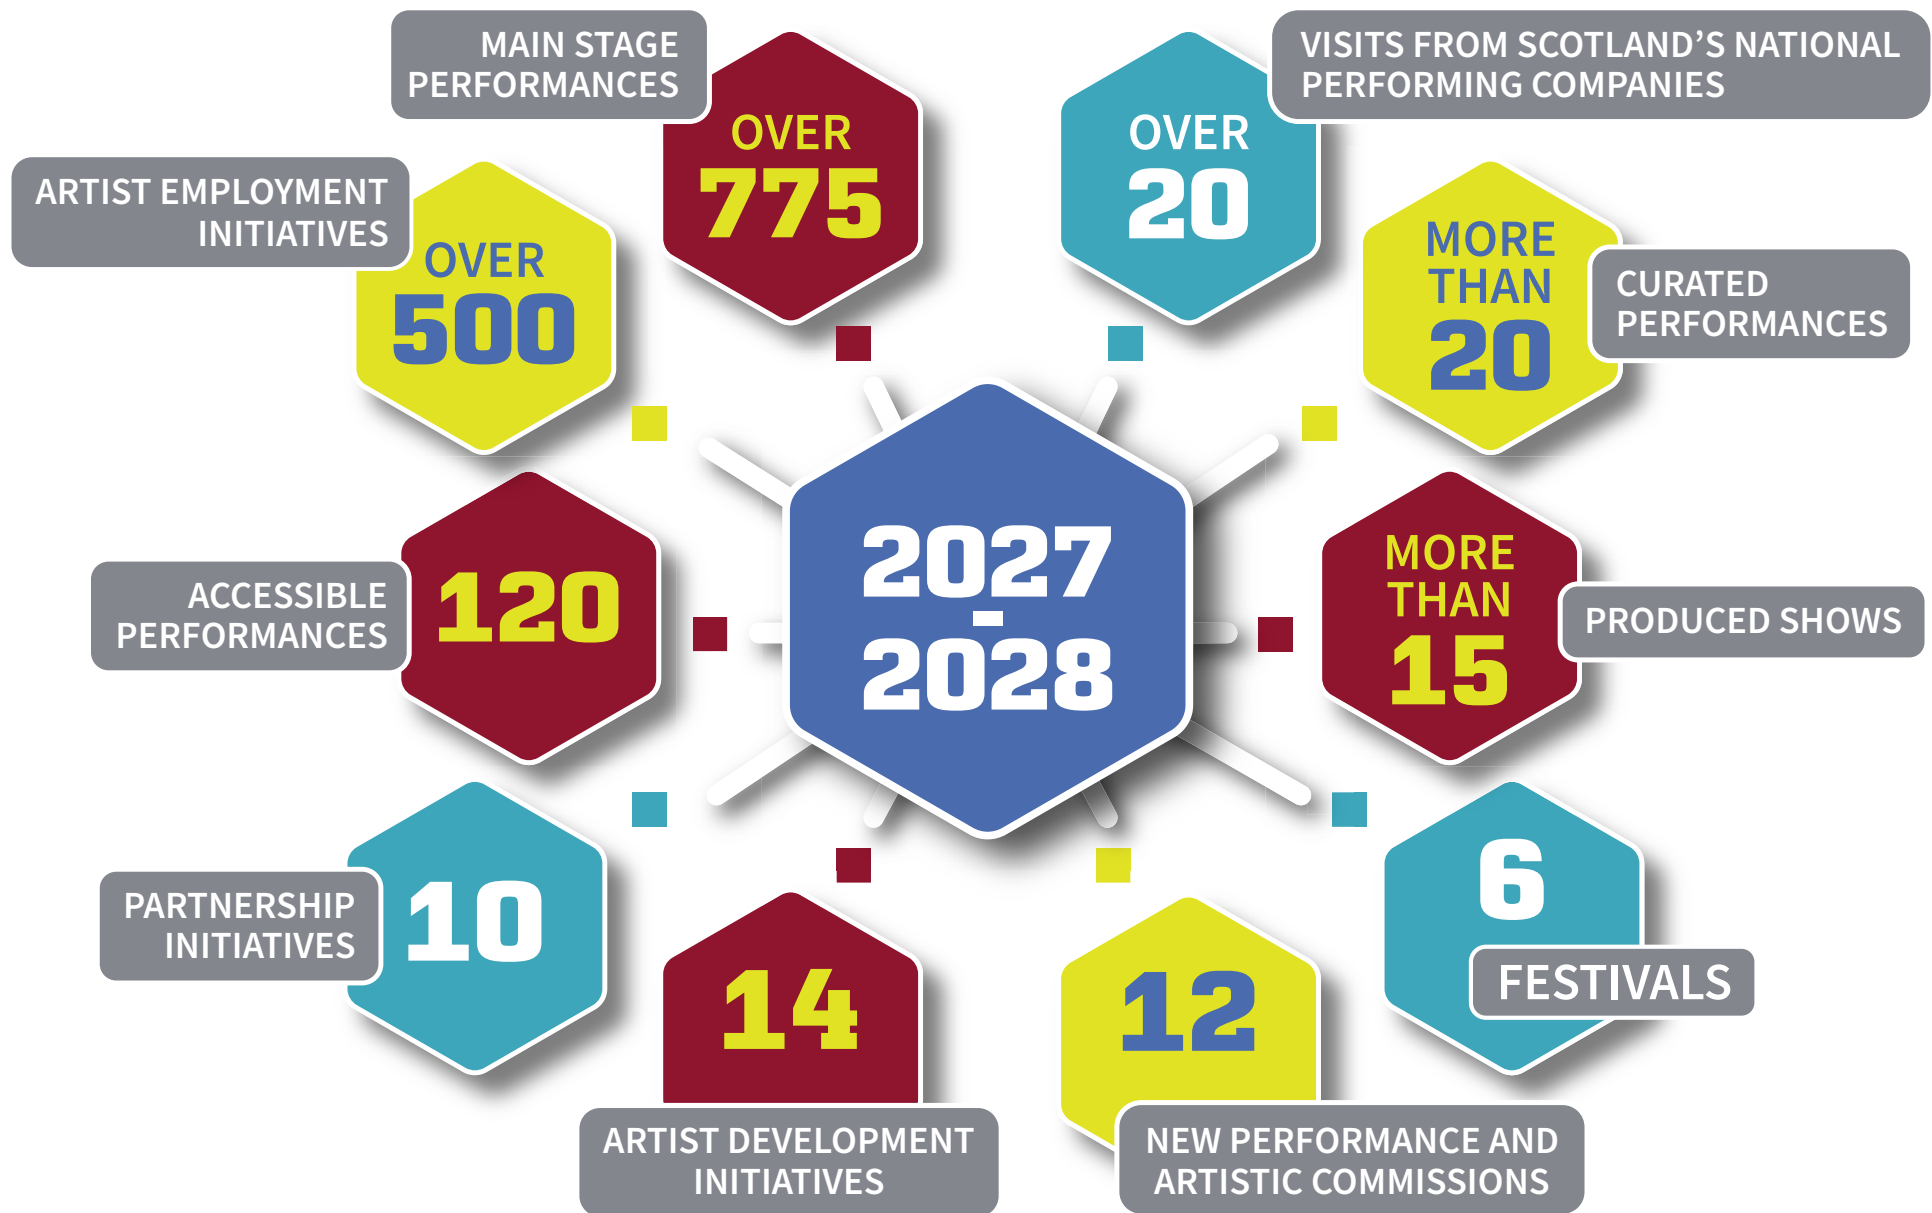 MAIN STAGE
PERFORMANCES
OVER
775
VISITS FROM SCOTLAND’S NATIONAL
PERFORMING COMPANIES
OVER
20
ARTIST EMPLOYMENT
INITIATIVES
OVER
500
MORE
THAN
20
CURATED
PERFORMANCES
2027
-
2028
ACCESSIBLE
PERFORMANCES
120
MORE
THAN
15
PRODUCED SHOWS
PARTNERSHIP
INITIATIVES
10
6
FESTIVALS
14
ARTIST DEVELOPMENT
INITIATIVES
12
NEW PERFORMANCE AND
ARTISTIC COMMISSIONS